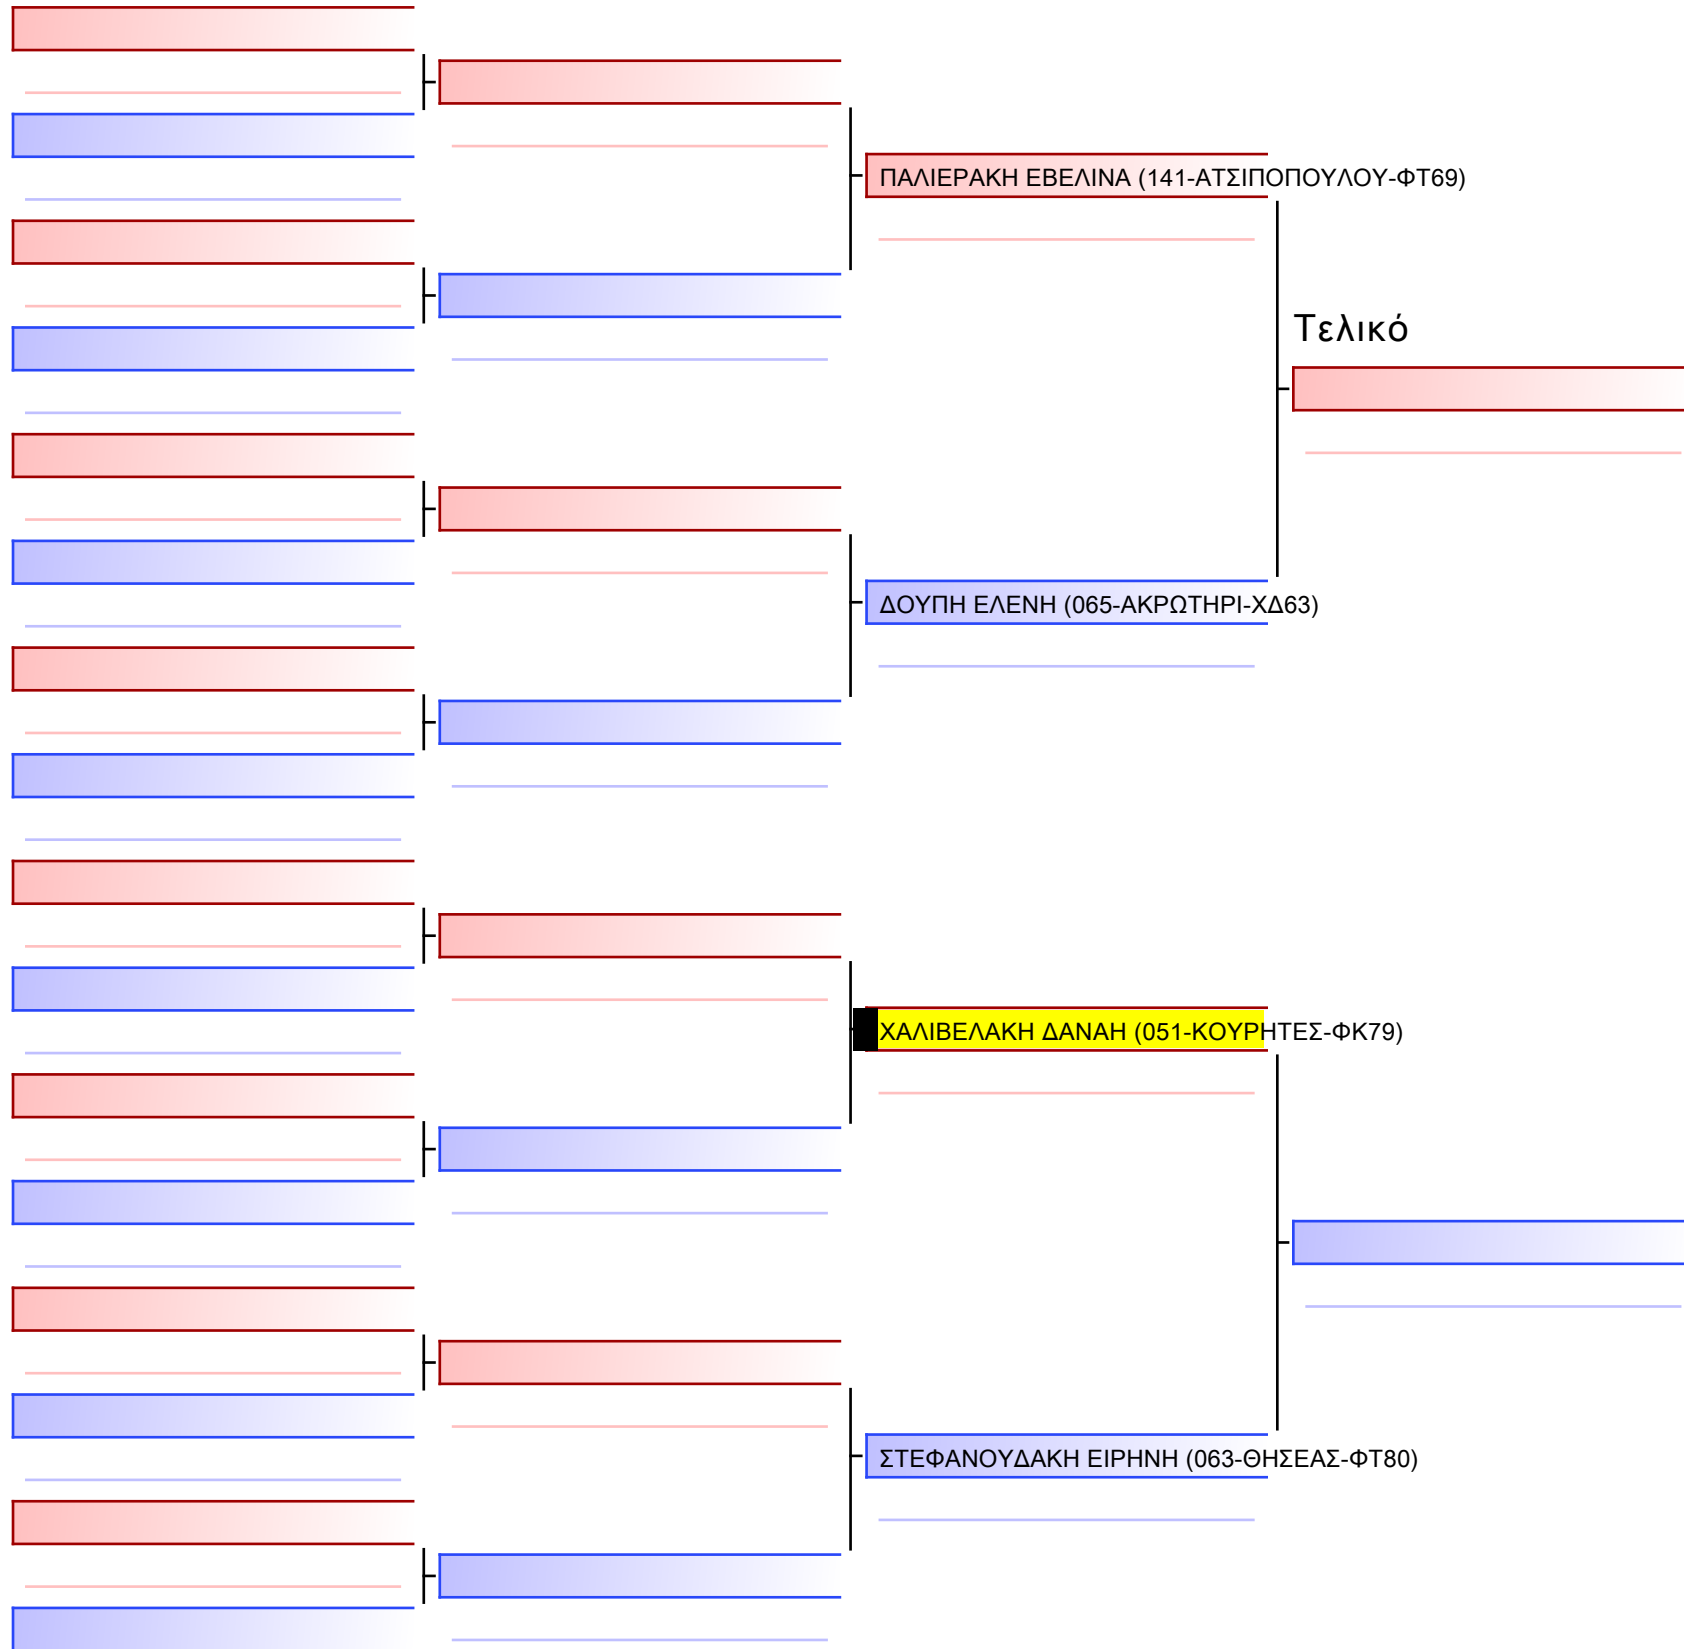 ΠΑΛΙΕΡΑΚΗ ΕΒΕΛΙΝΑ (141-ΑΤΣΙΠΟΠΟΥΛΟΥ-ΦΤ69)
Τελικό
ΔΟΥΠΗ ΕΛΕΝΗ (065-ΑΚΡΩΤΗΡΙ-ΧΔ63)
ΧΑΛΙΒΕΛΑΚΗ ΔΑΝΑΗ (051-ΚΟΥΡΗΤΕΣ-ΦΚ79)
ΣΤΕΦΑΝΟΥΔΑΚΗ ΕΙΡΗΝΗ (063-ΘΗΣΕΑΣ-ΦΤ80)